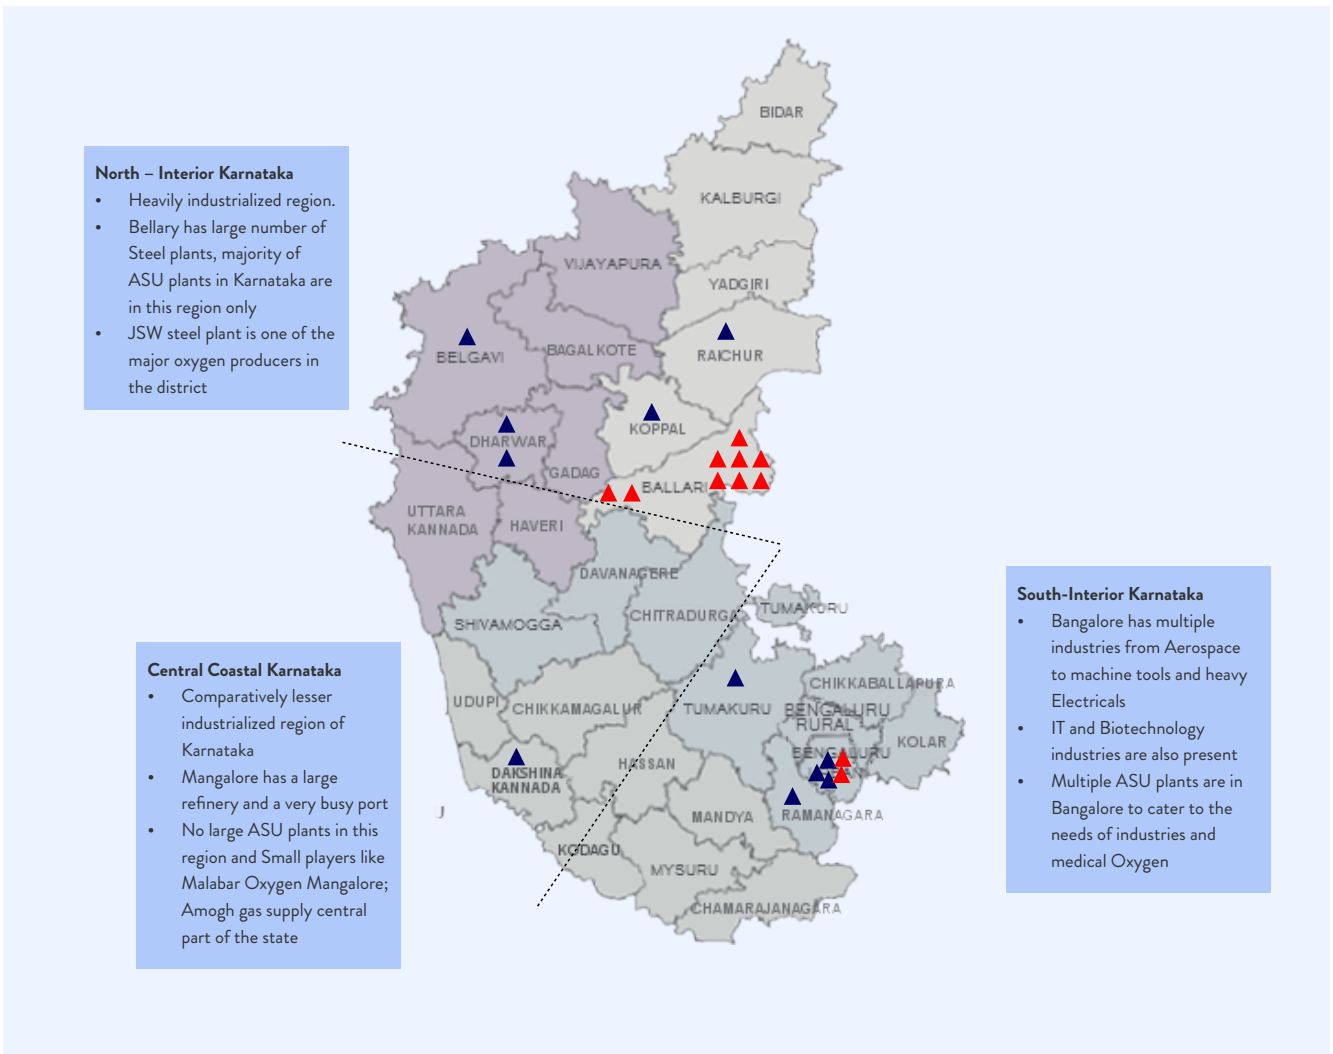 North – Interior Karnataka
• Heavily industrialized region.
• Bellary has large number of
Steel plants, majority of
ASU plants in Karnataka are
in this region only
• JSW steel plant is one of the
major oxygen producers in
the district
Central Coastal Karnataka
• Comparatively lesser
industrialized region of
Karnataka
• Mangalore has a large
refinery and a very busy port
• No large ASU plants in this
region and Small players like
Malabar Oxygen Mangalore;
Amogh gas supply central
part of the state
BIDAR
KALBURGI
VIJAYAPURA
YADGIRI
BELGAVI
BAGALKOTE
RAICHUR
KOPPAL
DHARWAR
GADAG
BALLARI
UTTARA
KANNADA
HAVERI
DAVANAGERE
CHITRADURGA
TUMAKURU
SHIVAMOGGA
CHIKKABALLAPURA
UDUPI
CHIKKAMAGALUR
TUMAKURU
BENGALURU
RURAL
KOLAR
BENGALURU
HASSAN
DAKSHINA
KANNADA
J
MANDYA
RAMANAGARA
KODAGU
MYSURU
CHAMARAJANAGARA
South-Interior Karnataka
• Bangalore has multiple
industries from Aerospace
to machine tools and heavy
Electricals
• IT and Biotechnology
industries are also present
• Multiple ASU plants are in
Bangalore to cater to the
needs of industries and
medical Oxygen